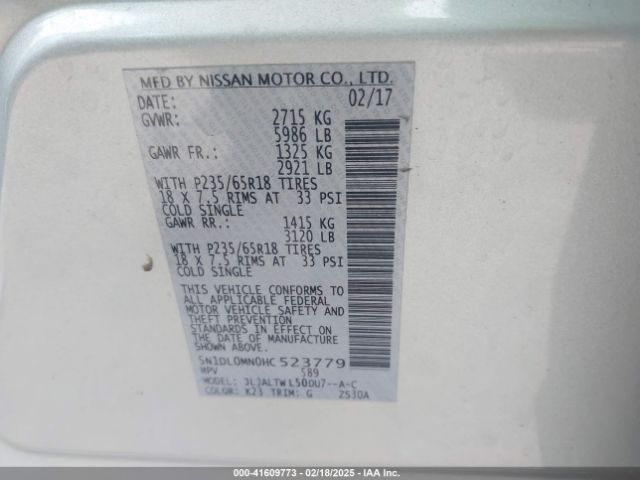 MFD BY NISSAN MOTOR CO., LTD.
DATE: 02/17
GVWR: 2715 KG
5986 LB
GAWR FR.: 1325 KG
2921 LB
WITH P235/65R18 TIRES
18 X 7.5 RIMS AT 33 PSI
COLD SINGLE
GAWR RR.: 1415 KG
3120 LB
WITH P235/65R18 TIRES
18 X 7.5 RIMS AT 33 PSI
COLD SINGLE
THIS VEHICLE CONFORMS TO
ALL APPLICABLE FEDERAL
MOTOR VEHICLE SAFETY AND
THEFT PREVENTION
STANDARDS IN EFFECT ON
THE DATE OF MANUFACTURE
SHOWN ABOVE.
5N1DL0MN0HC523779
MPV 589
MODEL: JLJALTWL50DU7--A-C
COLOR: K23 TRIM: G 2530A
000-41609773 – 02/18/2025 – IAA Inc.